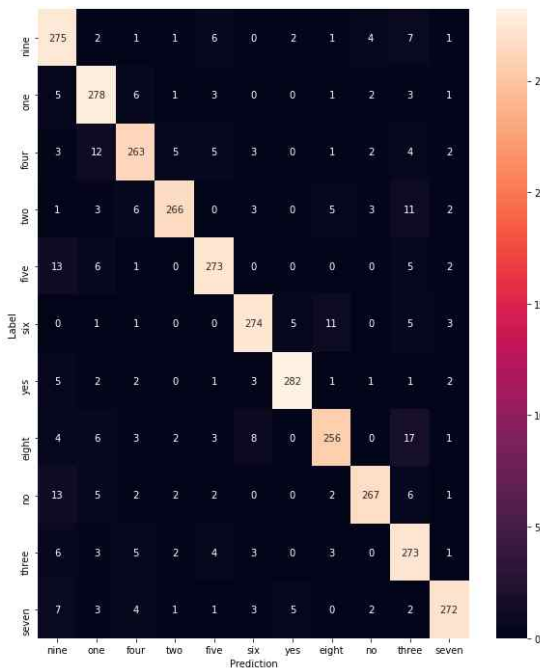 nine 275 2 1 1 6 0 2 1 4 7 1
one 5 278 6 1 3 0 0 1 2 3 1
four 3 12 263 5 5 3 0 1 2 4 2
two 1 3 6 266 0 3 0 5 3 11 2
five 13 6 1 0 273 0 0 0 0 5 2
Label
six 0 1 1 0 0 274 5 11 0 5 3
yes 5 2 2 0 1 3 282 1 1 1 2
eight 4 6 3 2 3 8 0 256 0 17 1
no 13 5 2 2 2 0 0 2 267 6 1
three 6 3 5 2 4 3 0 3 0 273 1
seven 7 3 4 1 1 3 5 0 2 2 272
nine one four two five six yes eight no three seven
Prediction
0